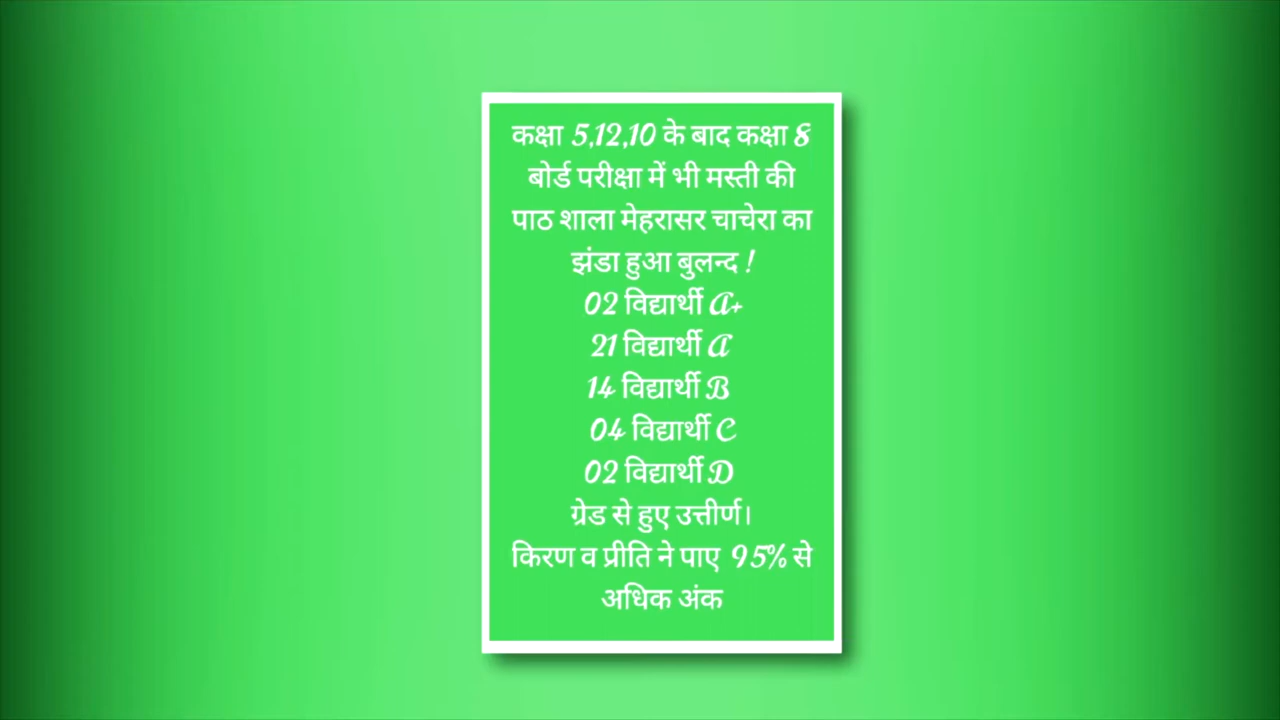 कक्षा 5,12,10 के बाद कक्षा 8
बोर्ड परीक्षा में भी मस्ती की
पाठ शाला मेहरासर चाचेरा का
झंडा हुआ बुलन्द !
02 विद्यार्थी A+
21 विद्यार्थी A
14 विद्यार्थी B
04 विद्यार्थी C
02 विद्यार्थी D
ग्रेड से हुए उत्तीर्ण।
किरण व प्रीति ने पाए 95% से
अधिक अंक